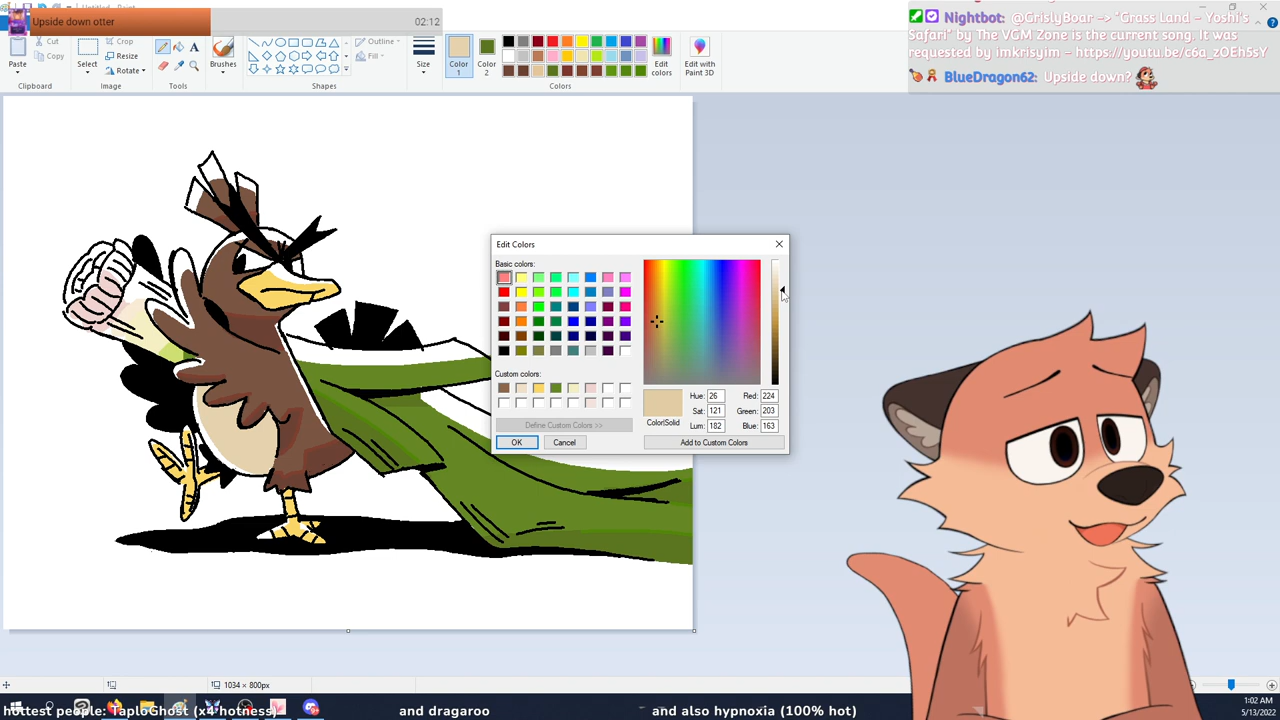 Upside down otter
02:12
Untitled - Paint
Nightbot: @GrislyBoar -> "Grass Land - Yoshi's
Safari" by The VGM Zone is the current song. It was
requested by imkrisyim -
BlueDragon62: Upside down?
Cut
Copy
Paste
Crop
Resize
Rotate
Select
Brushes
Outline
Fill
Size
Color
1
Color
2
Edit
colors
Edit with
Paint 3D
Clipboard
Image
Tools
Shapes
Colors
Edit Colors
Basic colors:
Custom colors:
Define Custom Colors >>
OK
Cancel
Color|Solid
Hue: 26
Sat: 121
Lum: 182
Red: 224
Green: 203
Blue: 163
Add to Custom Colors
1034 × 800px
1:02 AM
5/13/2022
hottest people: TaploGhost (x4 hotness)
and dragaroo
and also hypnoxia (100% hot)